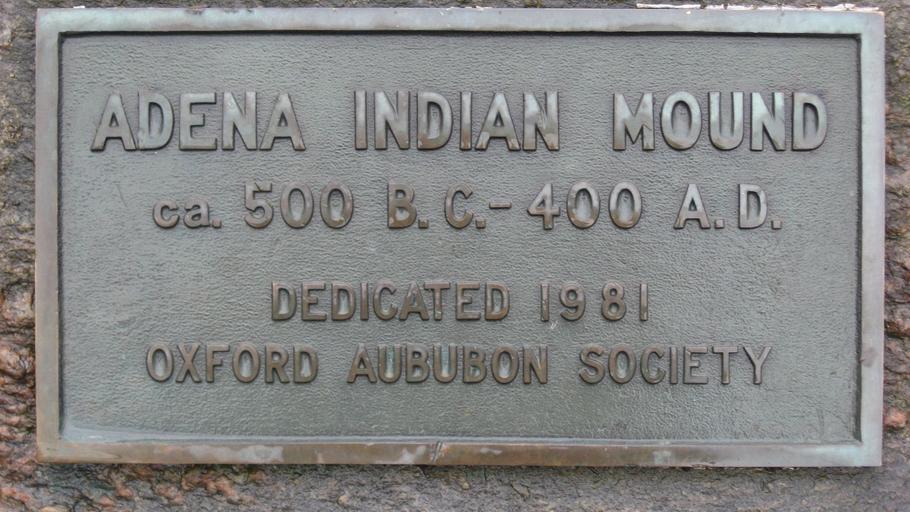 ADENA INDIAN MOUND
ca. 500 B.C.-400 A.D.
DEDICATED 1981
OXFORD AUBUBON SOCIETY